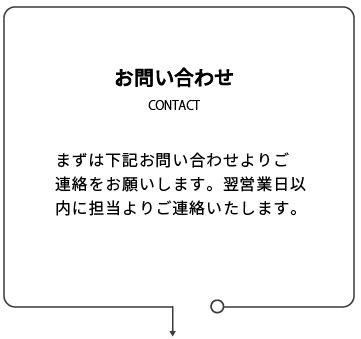 お問い合わせ
CONTACT
まずは下記お問い合わせよりご
連絡をお願いします。翌営業日以
内に担当よりご連絡いたします。